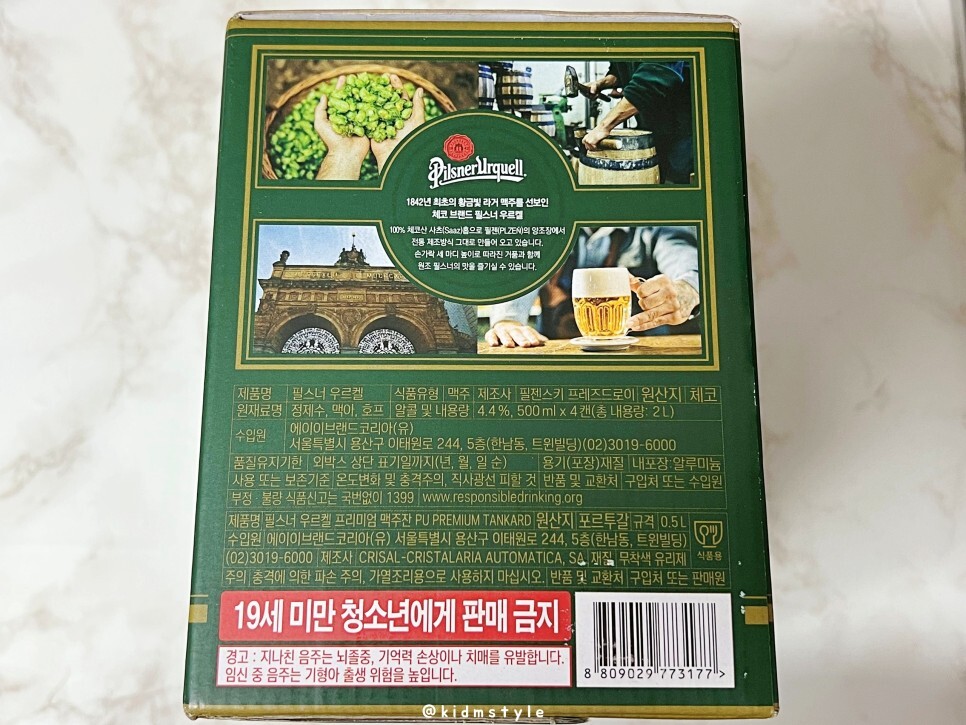 Pilsner Urquell
1842년 최초의 황금빛 라거 맥주를 선보인
체코 브랜드 필스너 우르켈
100% 체코산 사츠(Saaz)홉으로 필젠(PLZEŇ)의 양조장에서
전통 제조방식 그대로 만들어 오고 있습니다.
손가락 세 마디 높이로 따라진 거품과 함께
원조 필스너의 맛을 즐기실 수 있습니다.
제품명 필스너 우르켈 식품유형 맥주 제조사 필젠스키 프레즈드로이 원산지 체코
원재료명 정제수, 맥아, 호프 알콜 및 내용량 4.4 %, 500 ml x 4 캔(총 내용량: 2 L)
수입원 에이이브랜드코리아(유)
서울특별시 용산구 이태원로 244, 5층(한남동, 트윈빌딩)(02)3019-6000
품질유지기한 외박스 상단 표기일까지(년, 월, 일 순) 용기(포장)재질 내포장:알루미늄
사용 또는 보존기준 온도변화 및 충격주의, 직사광선 피할 것 반품 및 교환처 구입처 또는 수입원
부정·불량 식품신고는 국번없이 1399 www.responsibledrinking.org
제품명 필스너 우르켈 프리미엄 맥주잔 PU PREMIUM TANKARD 원산지 포르투갈 규격 0.5 L
수입원 에이이브랜드코리아(유) 서울특별시 용산구 이태원로 244, 5층(한남동, 트윈빌딩)
식품용
(02)3019-6000 제조사 CRISAL-CRISTALARIA AUTOMATICA, SA 재질 무착색 유리제
주의 충격에 의한 파손 주의, 가열조리용으로 사용하지 마십시오. 반품 및 교환처 구입처 또는 판매원
19세 미만 청소년에게 판매 금지
경고 : 지나친 음주는 뇌졸중, 기억력 손상이나 치매를 유발합니다.
임신 중 음주는 기형아 출생 위험을 높입니다.
8 809029 773177 >
@kidmstyle